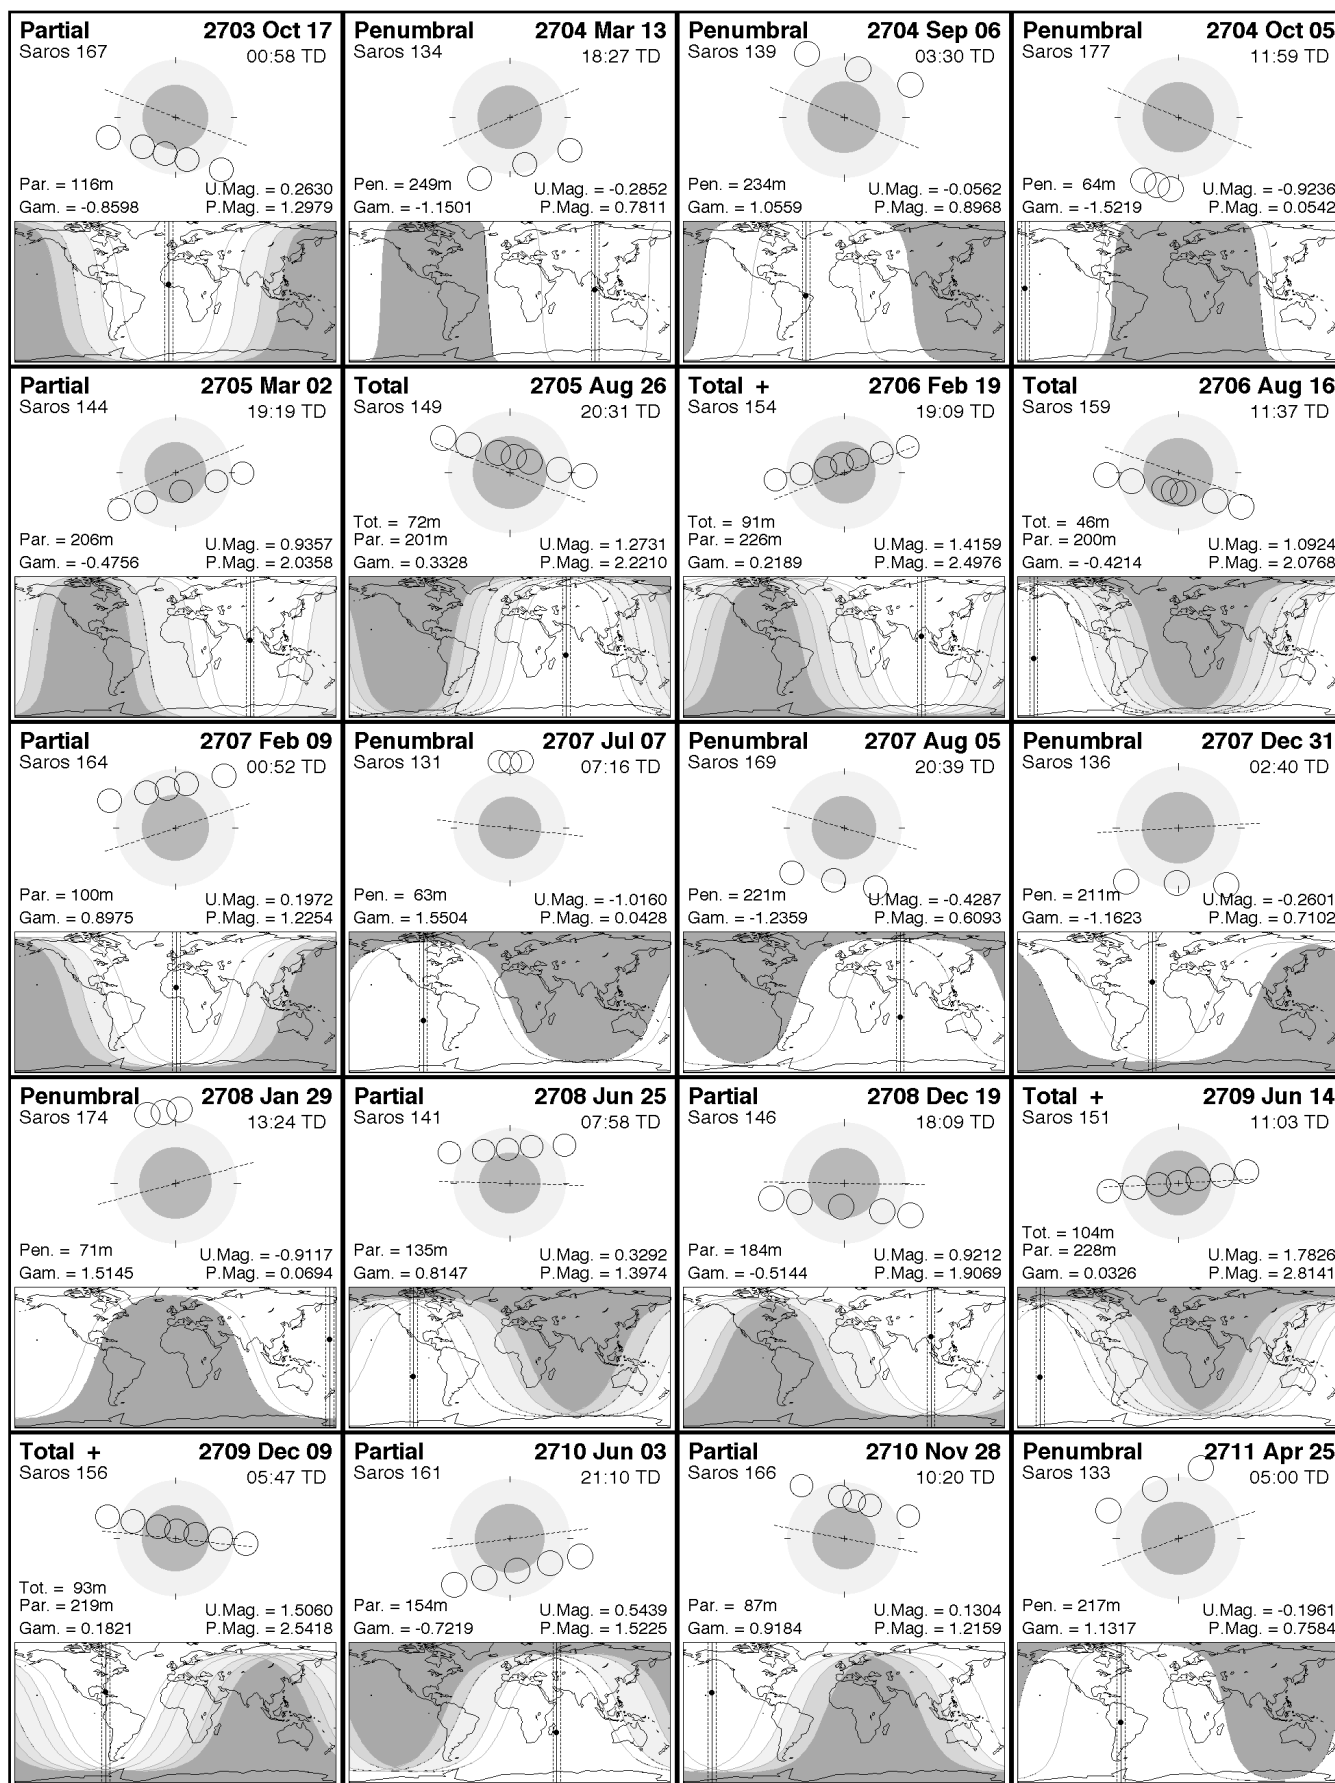 Partial 2703 Oct 17
Saros 167 00:58 TD
Par. = 116m U.Mag. = 0.2630
Gam. = -0.8598 P.Mag. = 1.2979
Penumbral 2704 Mar 13
Saros 134 18:27 TD
Pen. = 249m U.Mag. = -0.2852
Gam. = -1.1501 P.Mag. = 0.7811
Penumbral 2704 Sep 06
Saros 139 03:30 TD
Pen. = 234m U.Mag. = -0.0562
Gam. = 1.0559 P.Mag. = 0.8968
Penumbral 2704 Oct 05
Saros 177 11:59 TD
Pen. = 64m U.Mag. = -0.9236
Gam. = -1.5219 P.Mag. = 0.0542
Partial 2705 Mar 02
Saros 144 19:19 TD
Par. = 206m U.Mag. = 0.9357
Gam. = -0.4756 P.Mag. = 2.0358
Total 2705 Aug 26
Saros 149 20:31 TD
Tot. = 72m
Par. = 201m U.Mag. = 1.2731
Gam. = 0.3328 P.Mag. = 2.2210
Total + 2706 Feb 19
Saros 154 19:09 TD
Tot. = 91m
Par. = 226m U.Mag. = 1.4159
Gam. = 0.2189 P.Mag. = 2.4976
Total 2706 Aug 16
Saros 159 11:37 TD
Tot. = 46m
Par. = 200m U.Mag. = 1.0924
Gam. = -0.4214 P.Mag. = 2.0768
Partial 2707 Feb 09
Saros 164 00:52 TD
Par. = 100m U.Mag. = 0.1972
Gam. = 0.8975 P.Mag. = 1.2254
Penumbral 2707 Jul 07
Saros 131 07:16 TD
Pen. = 63m U.Mag. = -1.0160
Gam. = 1.5504 P.Mag. = 0.0428
Penumbral 2707 Aug 05
Saros 169 20:39 TD
Pen. = 221m U.Mag. = -0.4287
Gam. = -1.2359 P.Mag. = 0.6093
Penumbral 2707 Dec 31
Saros 136 02:40 TD
Pen. = 211m U.Mag. = -0.2601
Gam. = -1.1623 P.Mag. = 0.7102
Penumbral 2708 Jan 29
Saros 174 13:24 TD
Pen. = 71m U.Mag. = -0.9117
Gam. = 1.5145 P.Mag. = 0.0694
Partial 2708 Jun 25
Saros 141 07:58 TD
Par. = 135m U.Mag. = 0.3292
Gam. = 0.8147 P.Mag. = 1.3974
Partial 2708 Dec 19
Saros 146 18:09 TD
Par. = 184m U.Mag. = 0.9212
Gam. = -0.5144 P.Mag. = 1.9069
Total + 2709 Jun 14
Saros 151 11:03 TD
Tot. = 104m
Par. = 228m U.Mag. = 1.7826
Gam. = 0.0326 P.Mag. = 2.8141
Total + 2709 Dec 09
Saros 156 05:47 TD
Tot. = 93m
Par. = 219m U.Mag. = 1.5060
Gam. = 0.1821 P.Mag. = 2.5418
Partial 2710 Jun 03
Saros 161 21:10 TD
Par. = 154m U.Mag. = 0.5439
Gam. = -0.7219 P.Mag. = 1.5225
Partial 2710 Nov 28
Saros 166 10:20 TD
Par. = 87m U.Mag. = 0.1304
Gam. = 0.9184 P.Mag. = 1.2159
Penumbral 2711 Apr 25
Saros 133 05:00 TD
Pen. = 217m U.Mag. = -0.1961
Gam. = 1.1317 P.Mag. = 0.7584